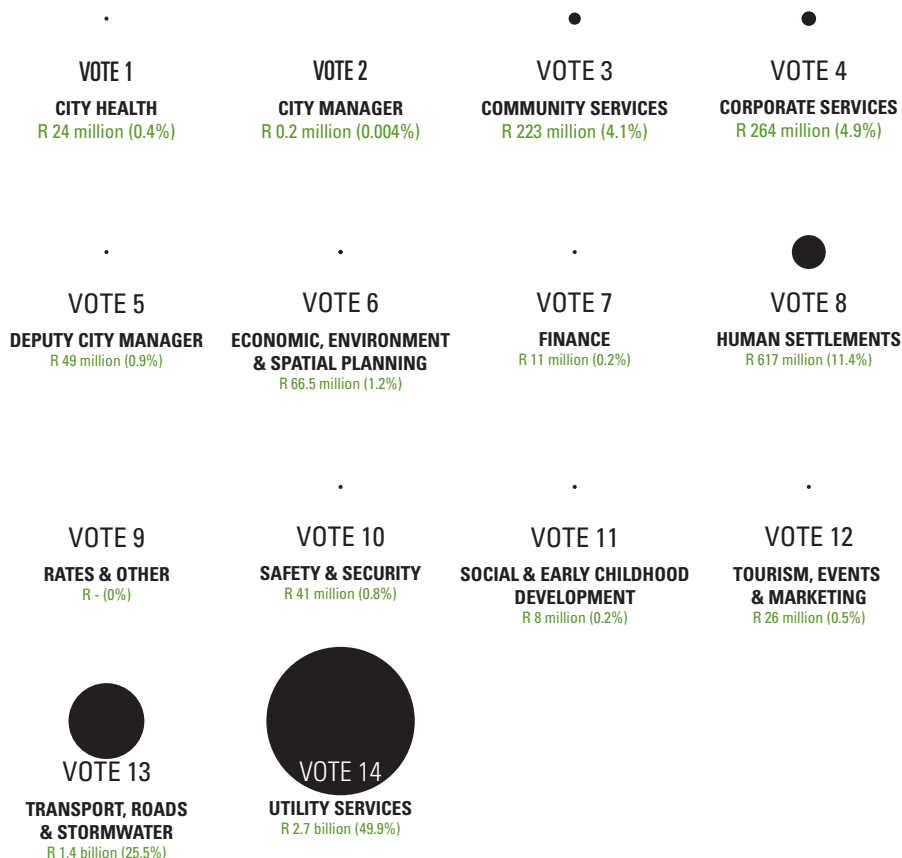 VOTE 1
CITY HEALTH
R 24 million (0.4%)
VOTE 2
CITY MANAGER
R 0.2 million (0.004%)
VOTE 3
COMMUNITY SERVICES
R 223 million (4.1%)
VOTE 4
CORPORATE SERVICES
R 264 million (4.9%)
VOTE 5
DEPUTY CITY MANAGER
R 49 million (0.9%)
VOTE 6
ECONOMIC, ENVIRONMENT
& SPATIAL PLANNING
R 66.5 million (1.2%)
VOTE 7
FINANCE
R 11 million (0.2%)
VOTE 8
HUMAN SETTLEMENTS
R 617 million (11.4%)
VOTE 9
RATES & OTHER
R - (0%)
VOTE 10
SAFETY & SECURITY
R 41 million (0.8%)
VOTE 11
SOCIAL & EARLY CHILDHOOD
DEVELOPMENT
R 8 million (0.2%)
VOTE 12
TOURISM, EVENTS
& MARKETING
R 26 million (0.5%)
VOTE 13
TRANSPORT, ROADS
& STORMWATER
R 1.4 billion (25.5%)
VOTE 14
UTILITY SERVICES
R 2.7 billion (49.9%)